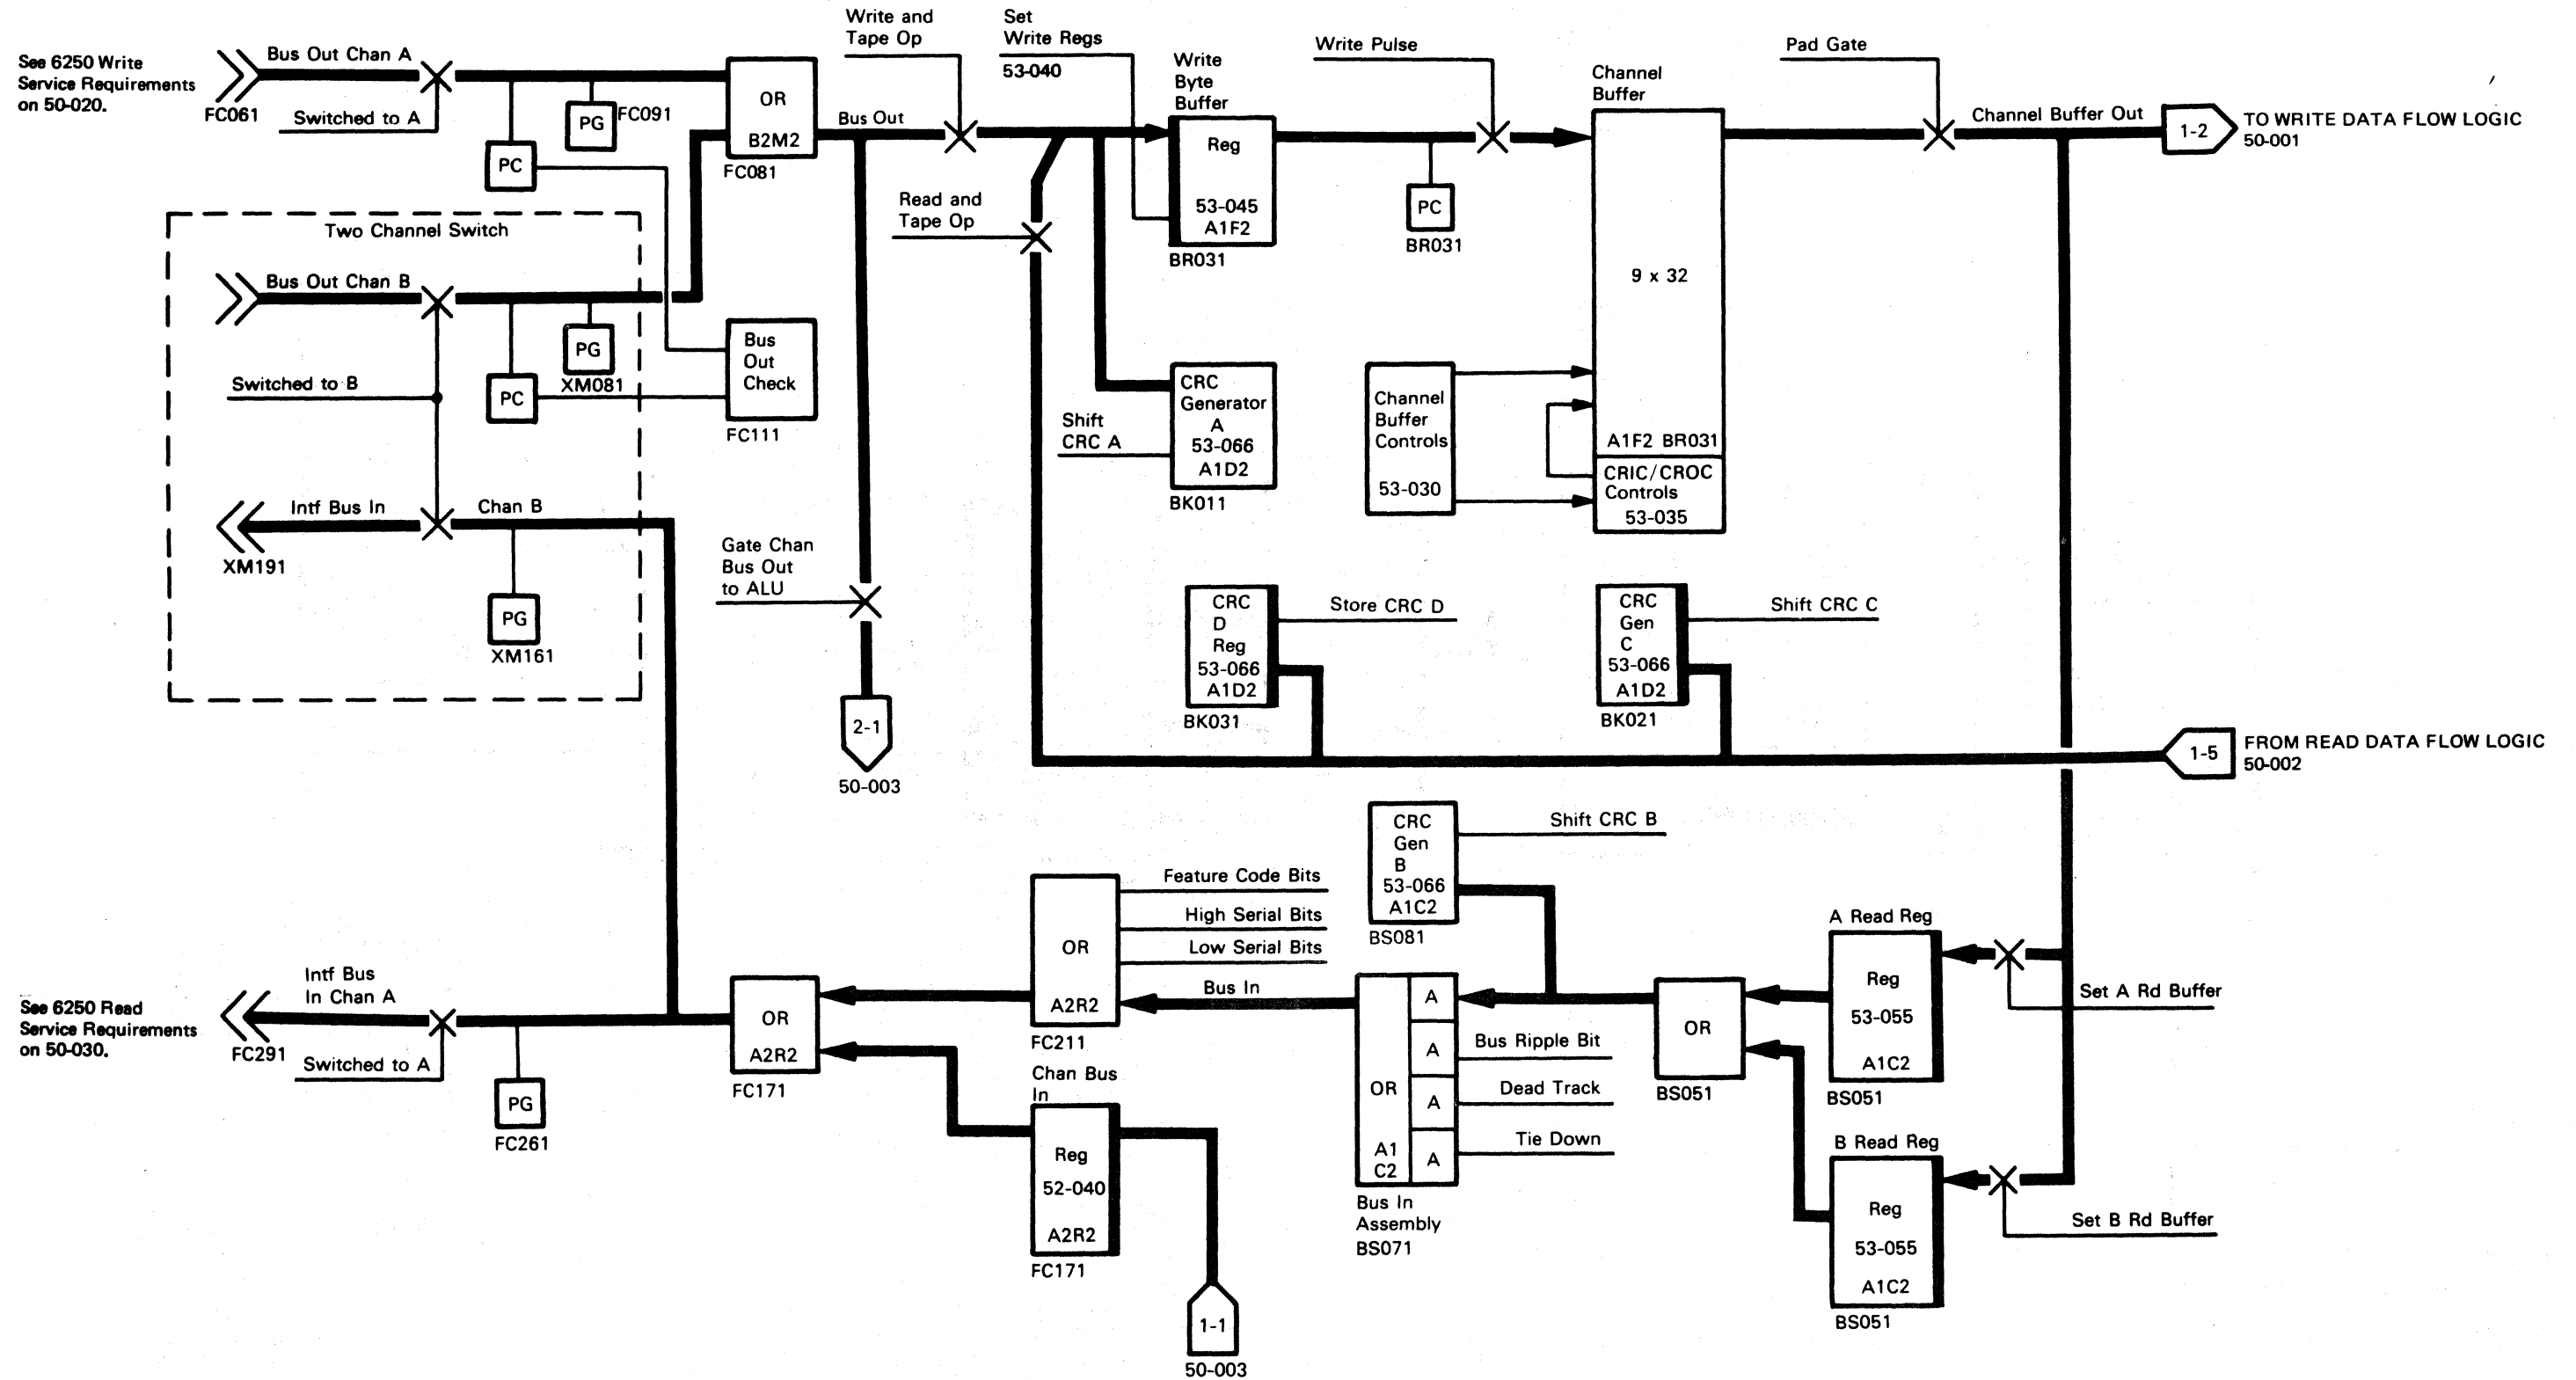 See 6250 Write
Service Requirements
on 50-020.
Bus Out Chan A
FC061
Switched to A
PG
FC091
PC
OR
B2M2
FC081
Bus Out
Write and
Tape Op
Set
Write Regs
53-040
Write
Byte
Buffer
Reg
53-045
A1F2
BR031
Write Pulse
PC
BR031
Channel
Buffer
9 x 32
A1F2 BR031
CRIC/CROC
Controls
53-035
Pad Gate
Channel Buffer Out
1-2
TO WRITE DATA FLOW LOGIC
50-001
Read and
Tape Op
Two Channel Switch
Bus Out Chan B
PG
XM081
PC
Switched to B
Bus
Out
Check
FC111
Intf Bus In
XM191
Chan B
PG
XM161
Shift
CRC A
CRC
Generator
A
53-066
A1D2
BK011
Channel
Buffer
Controls
53-030
Gate Chan
Bus Out
to ALU
2-1
50-003
CRC
D
Reg
53-066
A1D2
BK031
Store CRC D
CRC
Gen
C
53-066
A1D2
BK021
Shift CRC C
1-5
FROM READ DATA FLOW LOGIC
50-002
CRC
Gen
B
53-066
A1C2
BS081
Shift CRC B
See 6250 Read
Service Requirements
on 50-030.
Intf Bus
In Chan A
FC291
Switched to A
PG
FC261
OR
A2R2
FC171
OR
A2R2
FC211
Feature Code Bits
High Serial Bits
Low Serial Bits
Bus In
Chan Bus
In
Reg
52-040
A2R2
FC171
1-1
50-003
OR
A1
C2
A
A
A
A
Bus In
Assembly
BS071
Bus Ripple Bit
Dead Track
Tie Down
OR
BS051
A Read Reg
Reg
53-055
A1C2
BS051
Set A Rd Buffer
B Read Reg
Reg
53-055
A1C2
BS051
Set B Rd Buffer